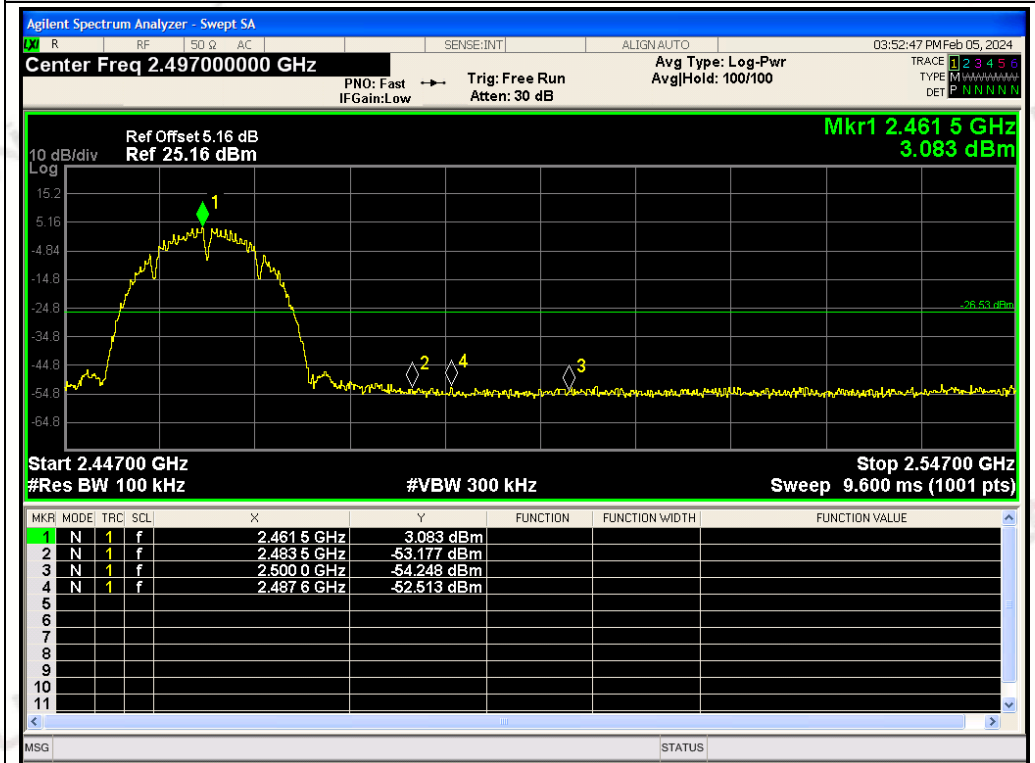 Agilent Spectrum Analyzer - Swept SA
LXI R RF 50 Ω AC SENSE:INT ALIGN AUTO 03:52:47 PM Feb 05, 2024
Center Freq 2.497000000 GHz
PNO: Fast
IFGain:Low
Trig: Free Run
Atten: 30 dB
Avg Type: Log-Pwr
Avg|Hold: 100/100
TRACE 1 2 3 4 5 6
TYPE M
DET P N N N N N
Ref Offset 5.16 dB
Ref 25.16 dBm
10 dB/div
Log
Mkr1 2.461 5 GHz
3.083 dBm
15.2
5.16
-4.84
-14.8
-24.8
-34.8
-44.8
-54.8
-64.8
1
2
4
3
-26.53 dBm
Start 2.44700 GHz
Stop 2.54700 GHz
#Res BW 100 kHz
#VBW 300 kHz
Sweep 9.600 ms (1001 pts)
MKR MODE TRC SCL X Y FUNCTION FUNCTION WIDTH FUNCTION VALUE
1 N 1 f 2.461 5 GHz 3.083 dBm
2 N 1 f 2.483 5 GHz -53.177 dBm
3 N 1 f 2.500 0 GHz -54.248 dBm
4 N 1 f 2.487 6 GHz -52.513 dBm
5
6
7
8
9
10
11
MSG STATUS